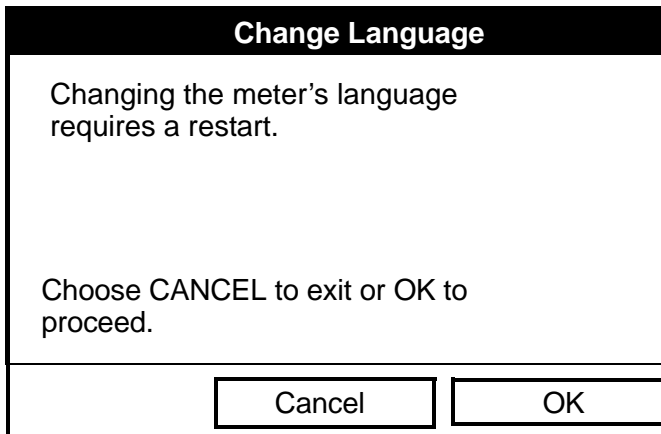 Change Language
Changing the meter’s language
requires a restart.
Choose CANCEL to exit or OK to
proceed.
Cancel
OK